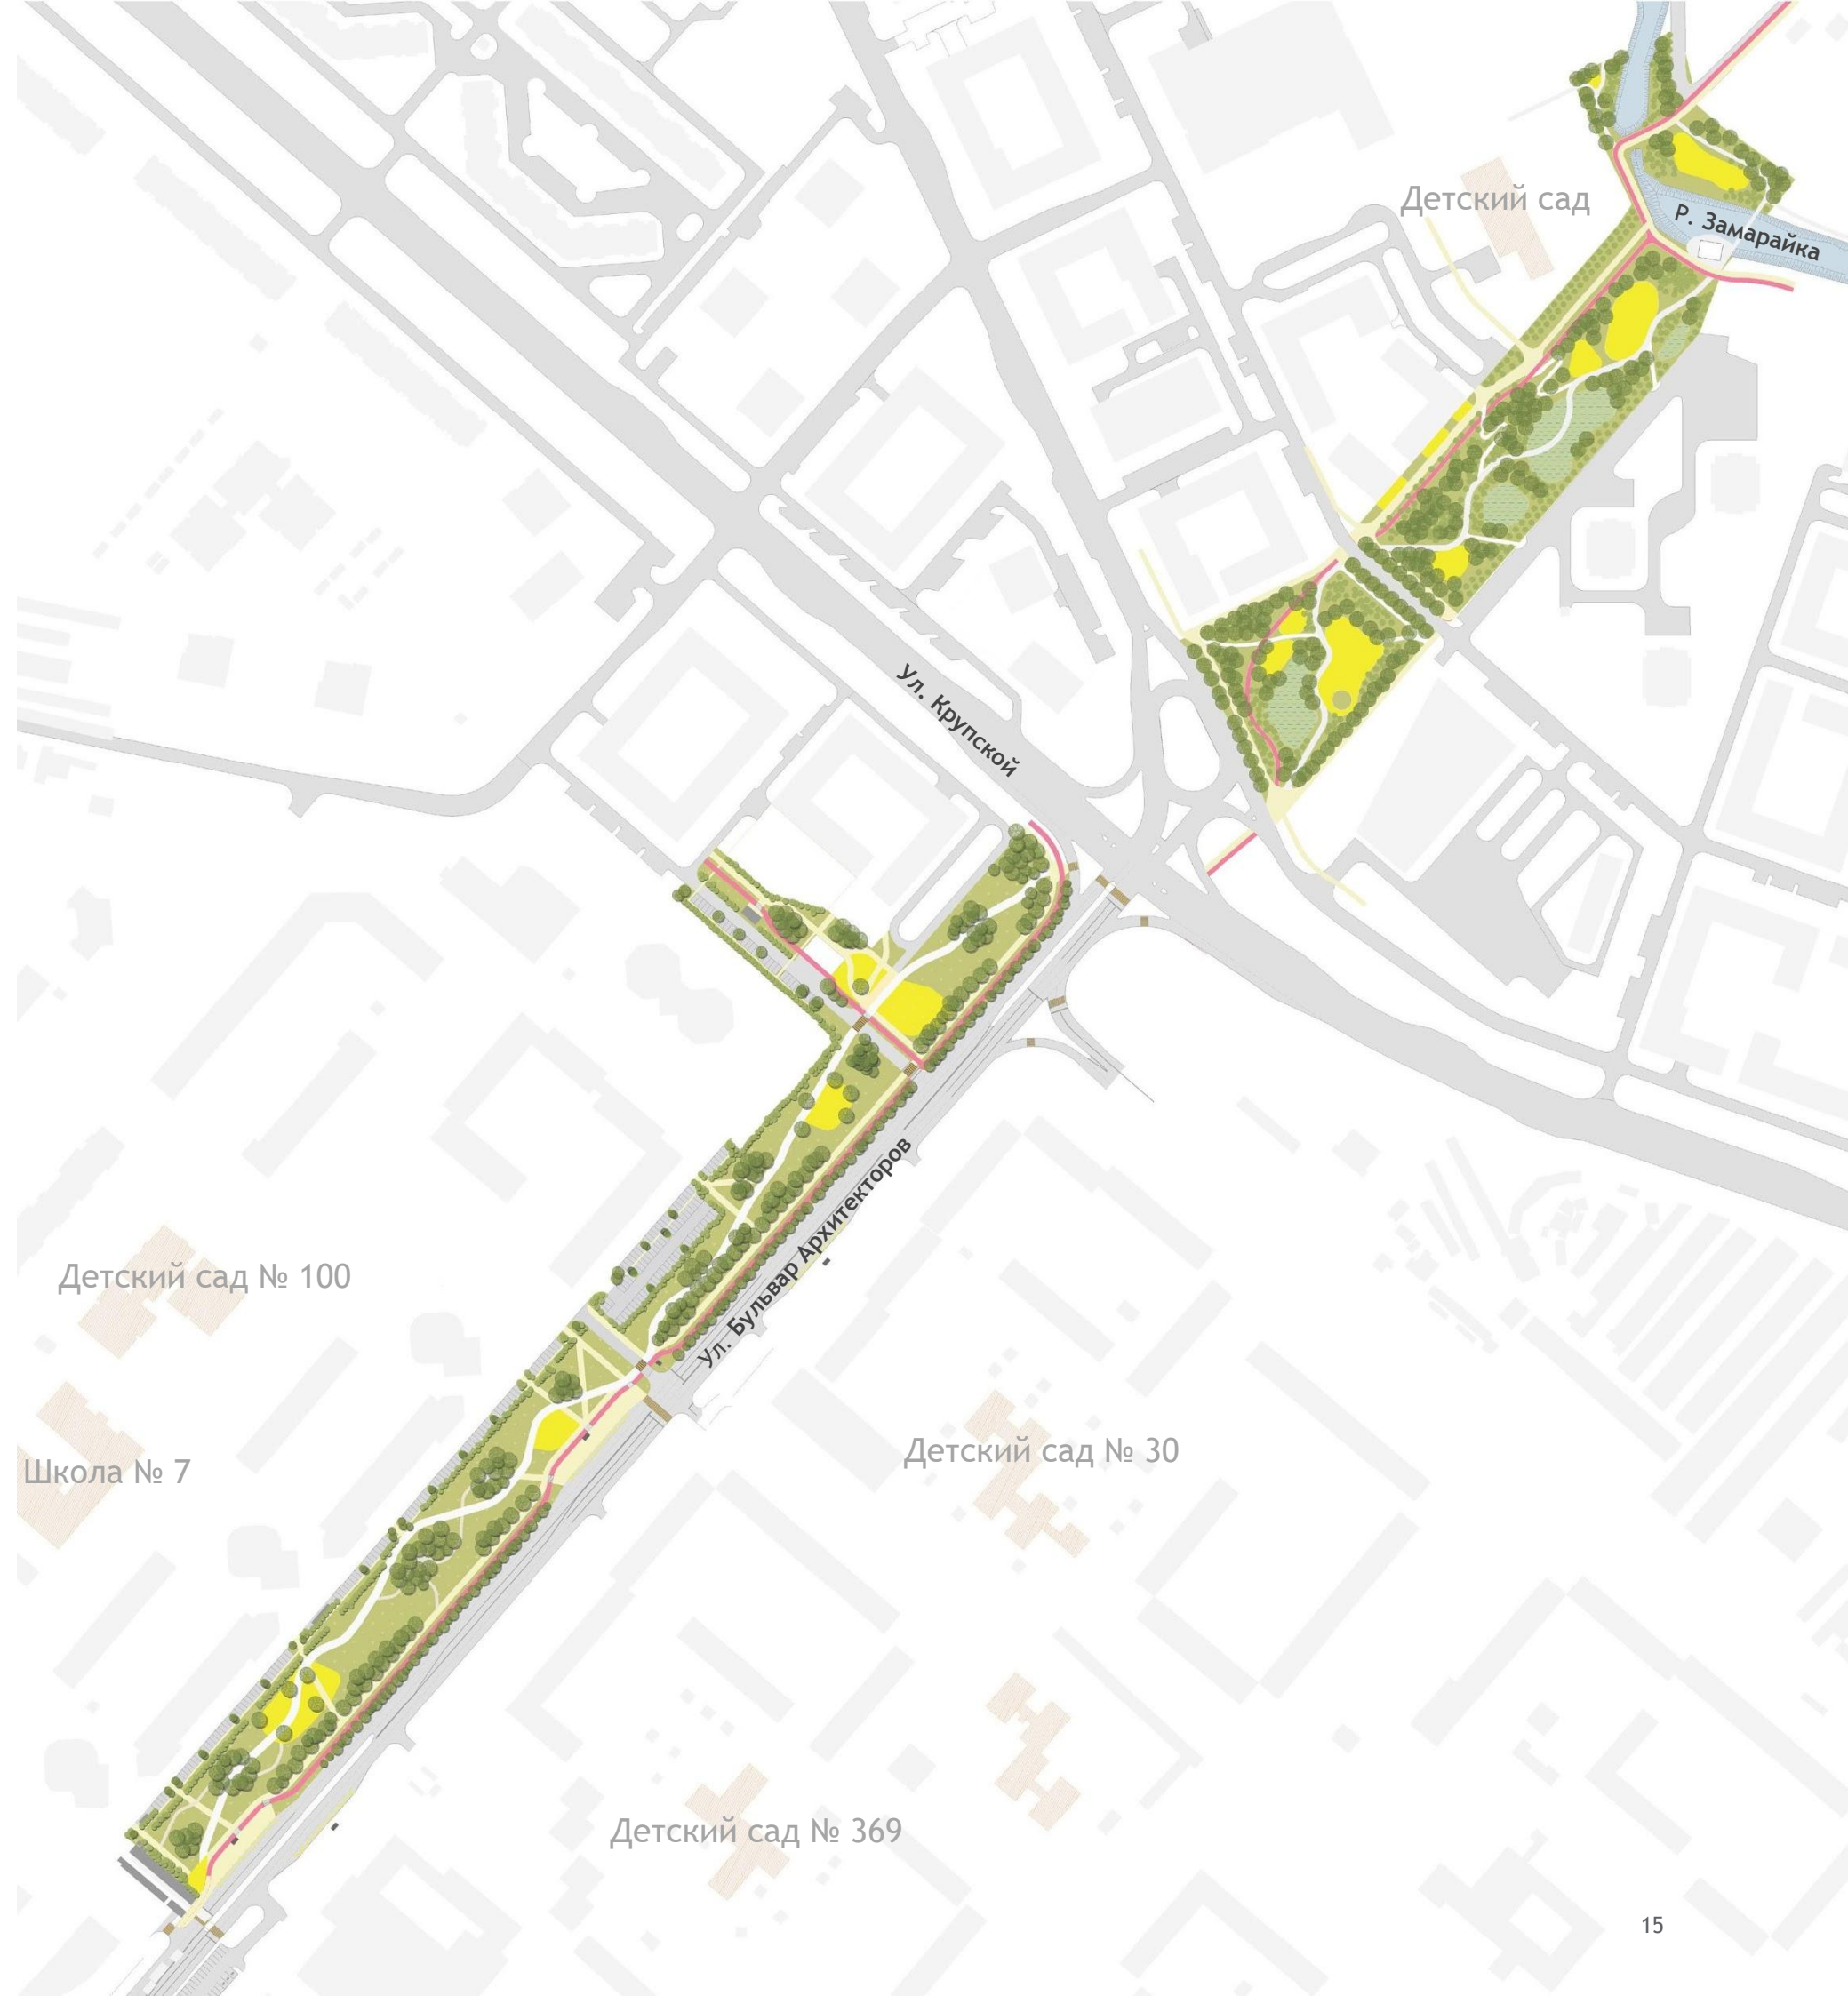 Детский сад
Р. Замарайка
Ул. Крупской
Ул. Бульвар Архитекторов
Детский сад № 100
Детский сад № 30
Школа № 7
Детский сад № 369
15